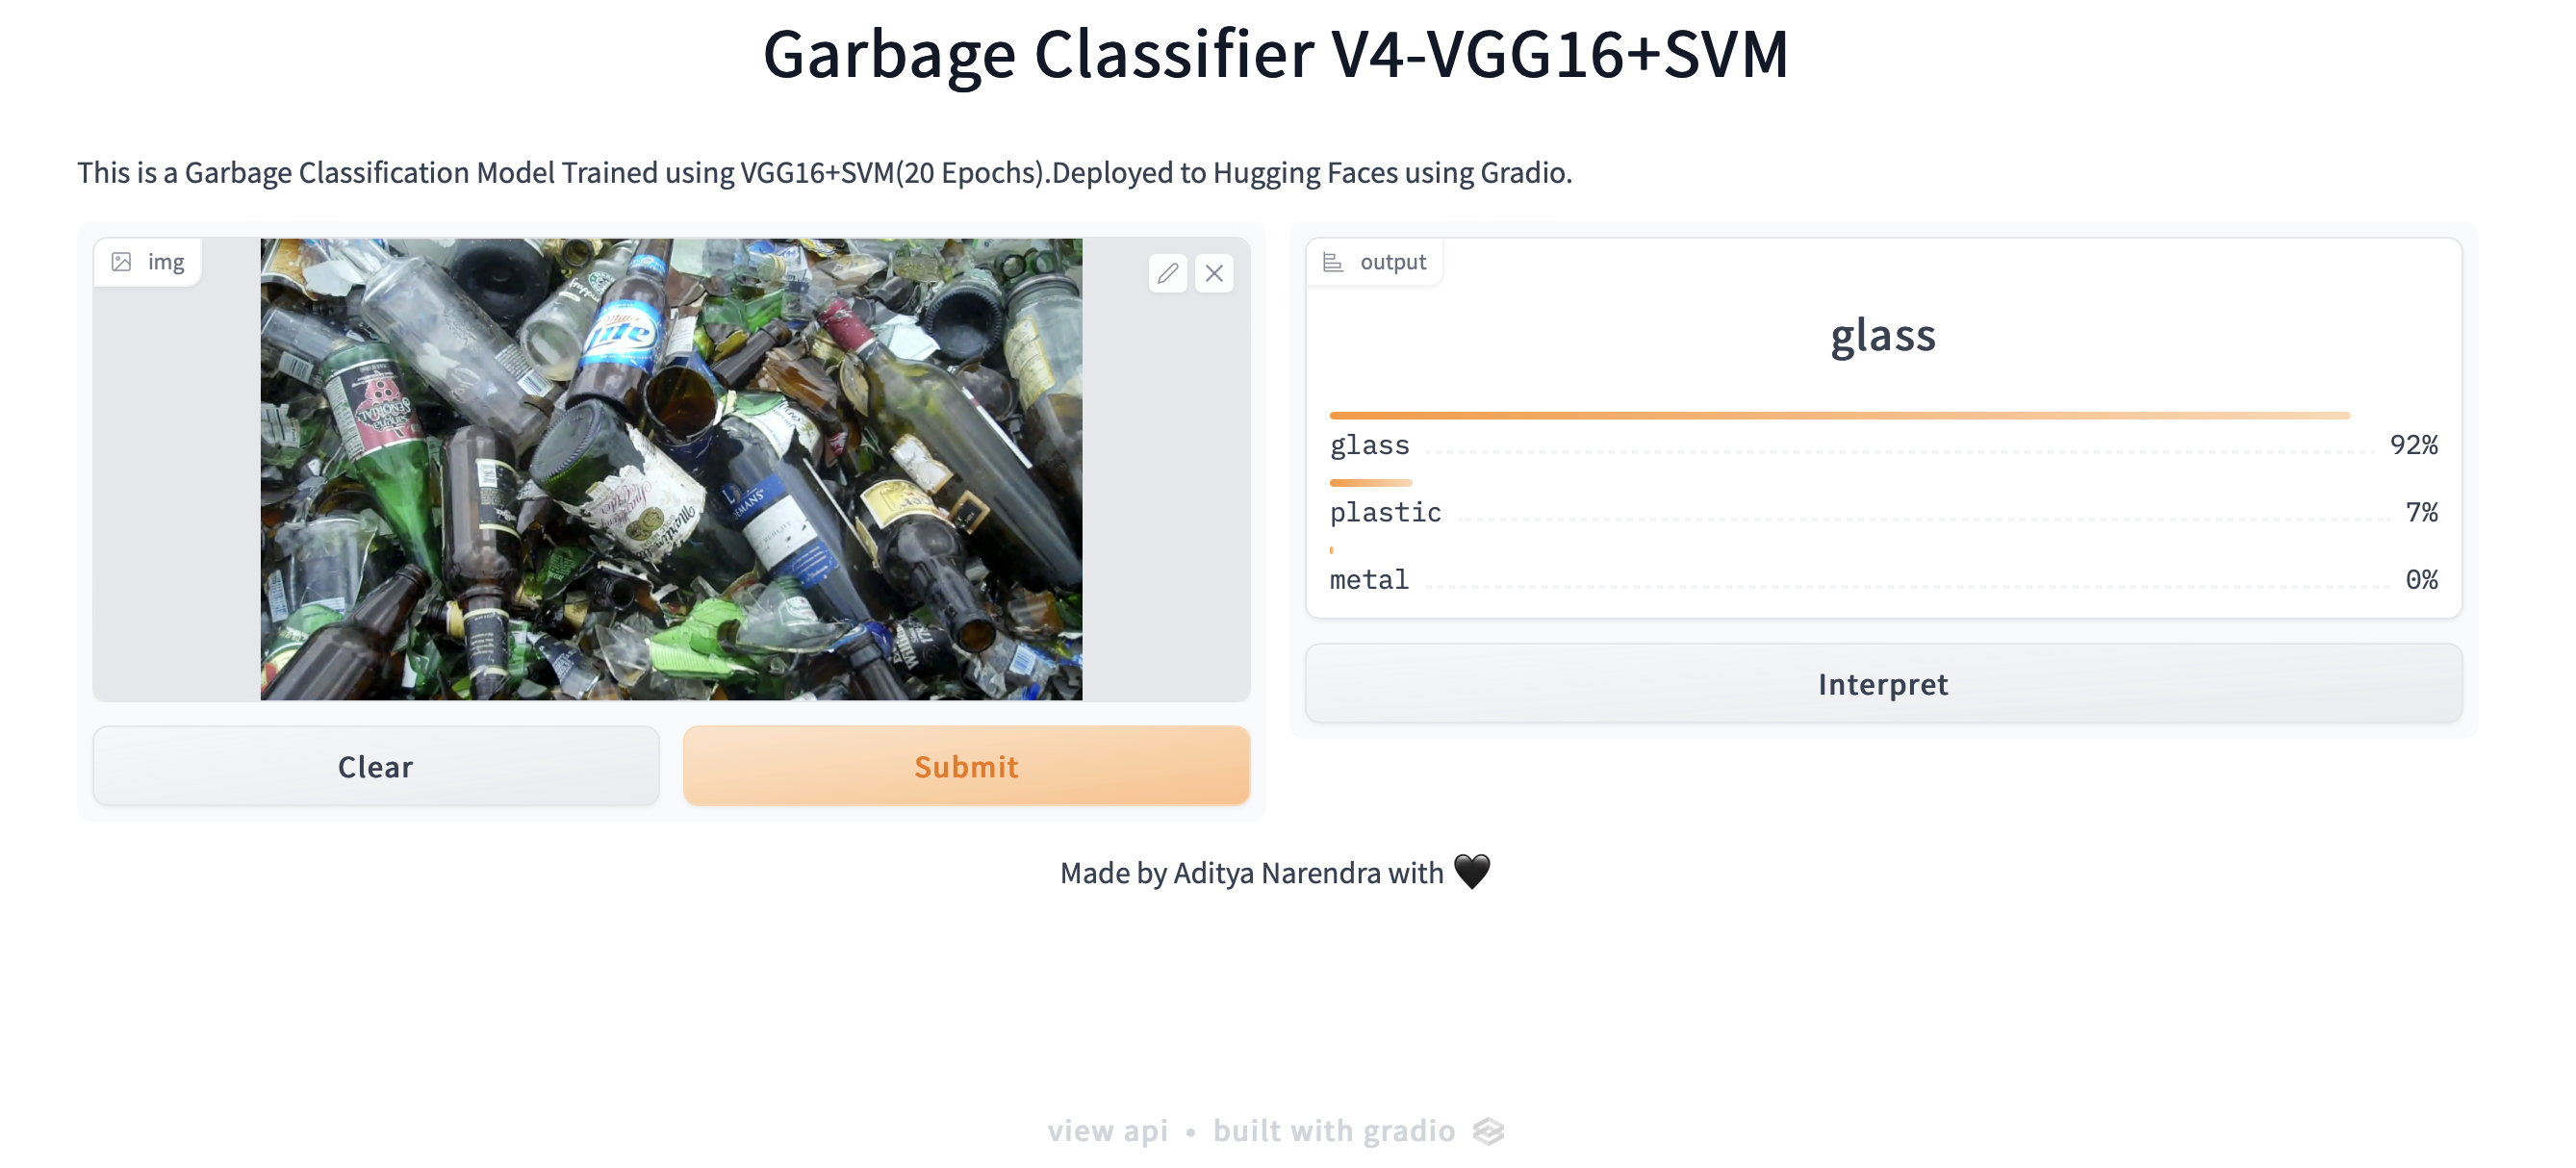 Garbage Classifier V4-VGG16+SVM
This is a Garbage Classification Model Trained using VGG16+SVM(20 Epochs).Deployed to Hugging Faces using Gradio.
img
Miller
lite
output
glass
glass 92%
plastic 7%
metal 0%
Interpret
Clear
Submit
Made by Aditya Narendra with 🖤
view api • built with gradio